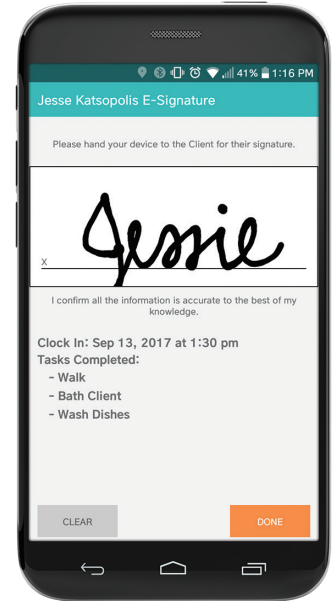 41% 1:16 PM
Jesse Katsopolis E-Signature
Please hand your device to the Client for their signature.
Jessie
X
I confirm all the information is accurate to the best of my
knowledge.
Clock In: Sep 13, 2017 at 1:30 pm
Tasks Completed:
- Walk
- Bath Client
- Wash Dishes
CLEAR DONE